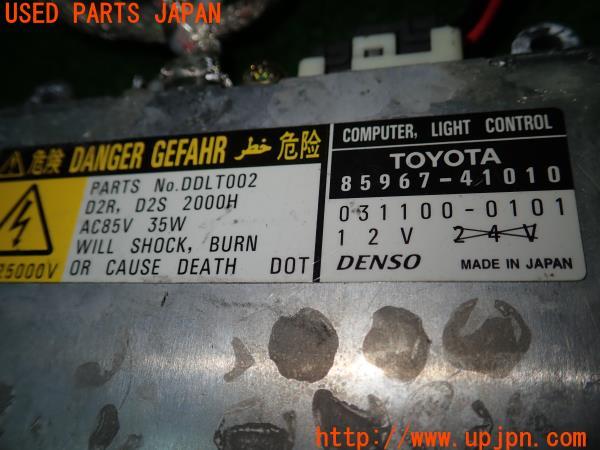 USED PARTS JAPAN
危険 DANGER GEFAHR خطر 危险
PARTS No.DDLT002
D2R, D2S 2000H
AC85V 35W
WILL SHOCK, BURN
OR CAUSE DEATH DOT
25000V
COMPUTER, LIGHT CONTROL
TOYOTA
85967-41010
031100-0101
12V 24V
DENSO MADE IN JAPAN
http://www.upjpn.com